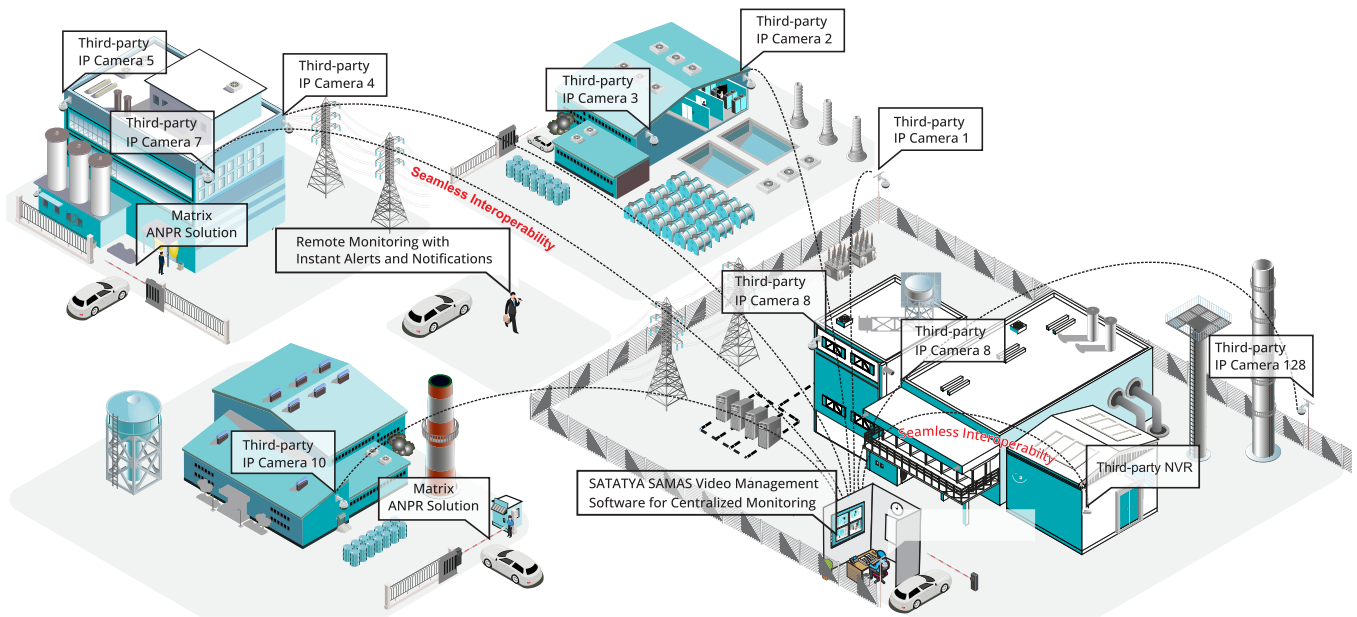 Third-party
IP Camera 5
Third-party
IP Camera 4
Third-party
IP Camera 2
Third-party
IP Camera 3
Third-party
IP Camera 7
Third-party
IP Camera 1
Seamless Interoperability
Matrix
ANPR Solution
Remote Monitoring with
Instant Alerts and Notifications
Third-party
IP Camera 8
Third-party
IP Camera 8
Third-party
IP Camera 128
Third-party
IP Camera 10
Seamless Interoperabilty
Third-party NVR
Matrix
ANPR Solution
SATATYA SAMAS Video Management
Software for Centralized Monitoring